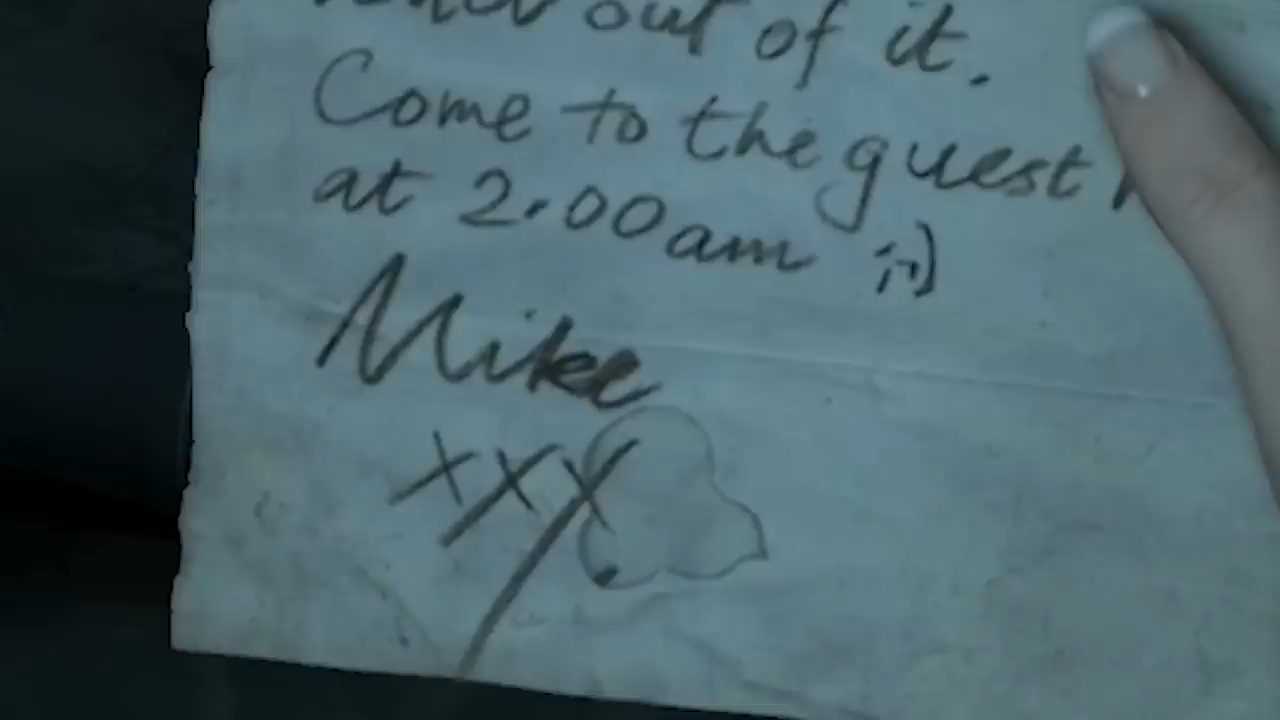 out of it.
Come to the guest
at 2.00am ;-)
Mike
xxx